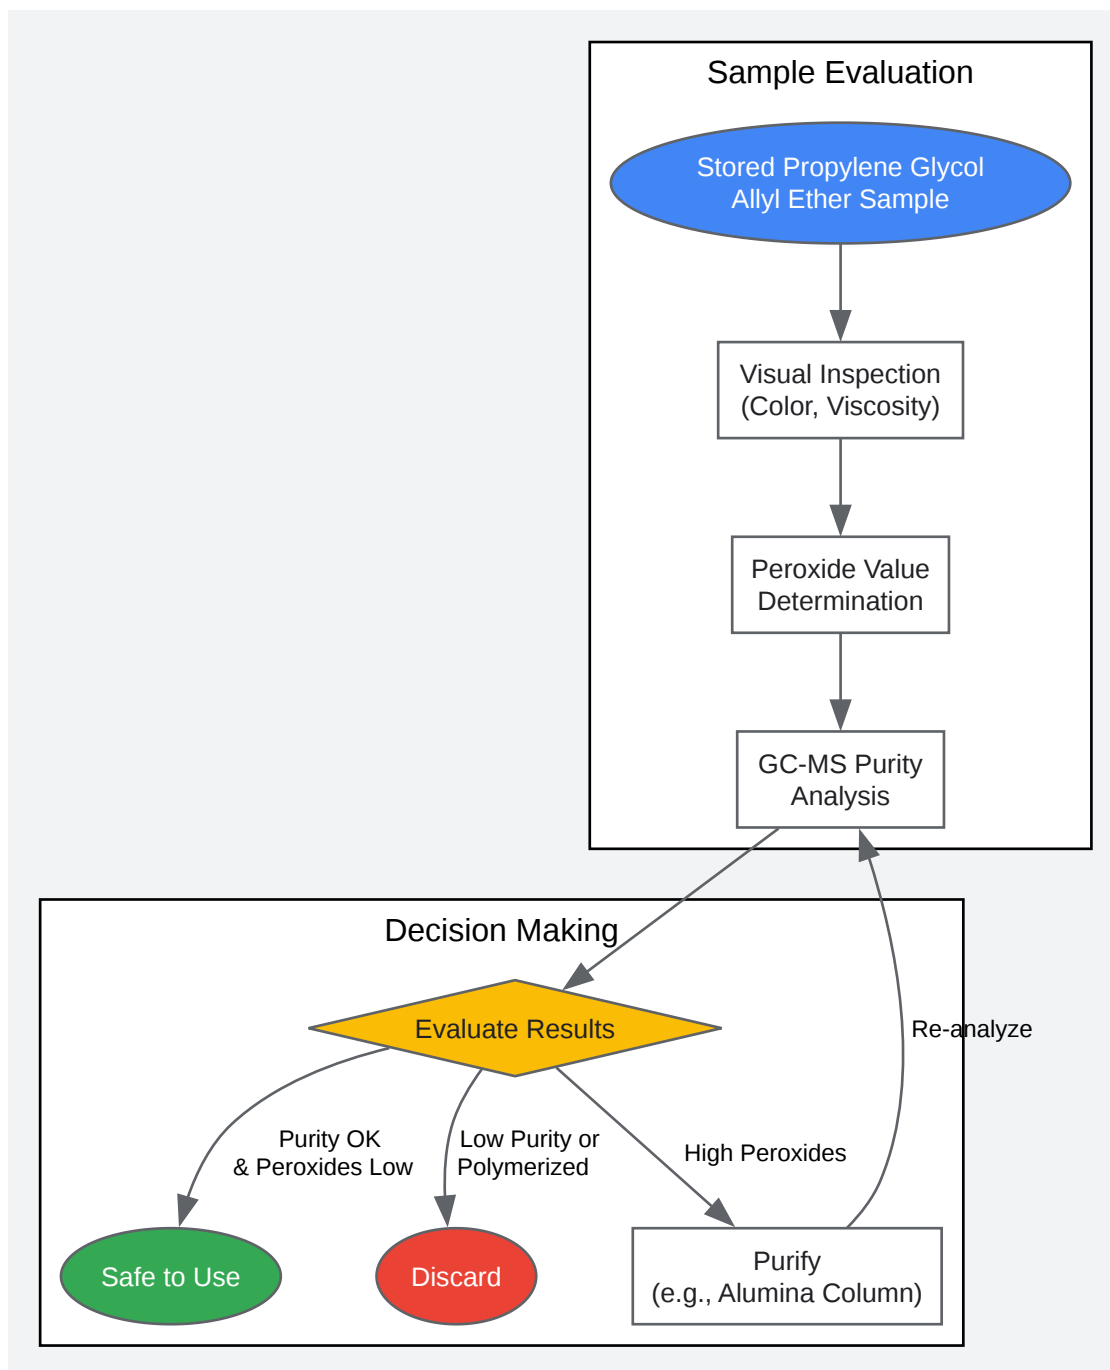 Sample Evaluation
Stored Propylene Glycol
Allyl Ether Sample
Visual Inspection
(Color, Viscosity)
Peroxide Value
Determination
GC-MS Purity
Analysis
Decision Making
Evaluate Results
Re-analyze
Purity OK
& Peroxides Low
Low Purity or
Polymerized
High Peroxides
Safe to Use
Discard
Purify
(e.g., Alumina Column)